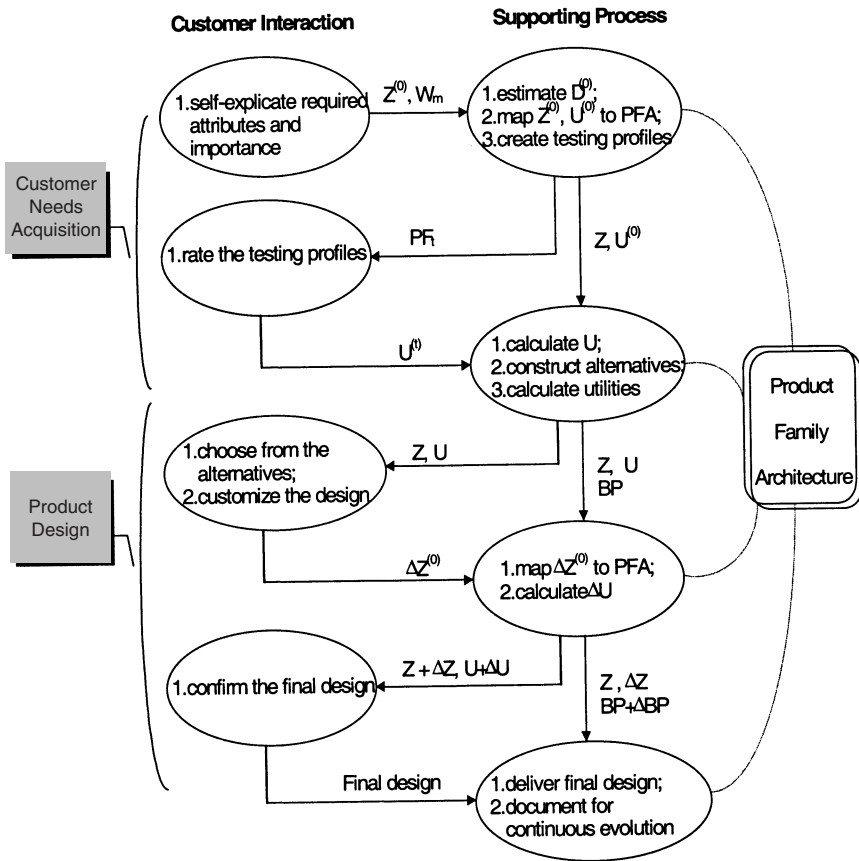 Customer Interaction
Supporting Process
1.self-explicate required
attributes and
importance
Z(0), Wm
1.estimate D(0);
2.map Z(0), U(0) to PFA;
3.create testing profiles
Customer
Needs
Acquisition
1.rate the testing profiles
PFt
Z, U(0)
U(t)
1.calculate U;
2.construct alternatives;
3.calculate utilities
Product
Family
Architecture
1.choose from the
alternatives;
2.customize the design
Z, U
Z, U
BP
Product
Design
ΔZ(0)
1.map ΔZ(0) to PFA;
2.calculate ΔU
1.confirm the final design
Z + ΔZ, U+ΔU
Z , ΔZ
BP+ΔBP
Final design
1.deliver final design;
2.document for
continuous evolution